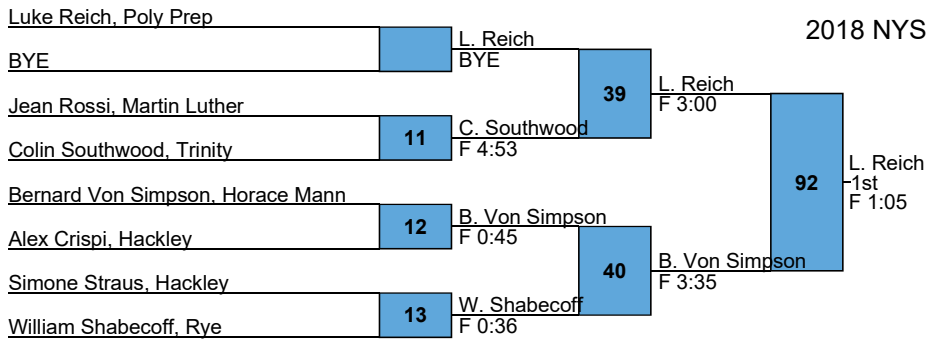 Luke Reich, Poly Prep
BYE
L. Reich
BYE
2018 NYS
Jean Rossi, Martin Luther
Colin Southwood, Trinity
11
C. Southwood
F 4:53
39
L. Reich
F 3:00
Bernard Von Simpson, Horace Mann
Alex Crispi, Hackley
12
B. Von Simpson
F 0:45
Simone Straus, Hackley
William Shabecoff, Rye
13
W. Shabecoff
F 0:36
40
B. Von Simpson
F 3:35
92
L. Reich
1st
F 1:05